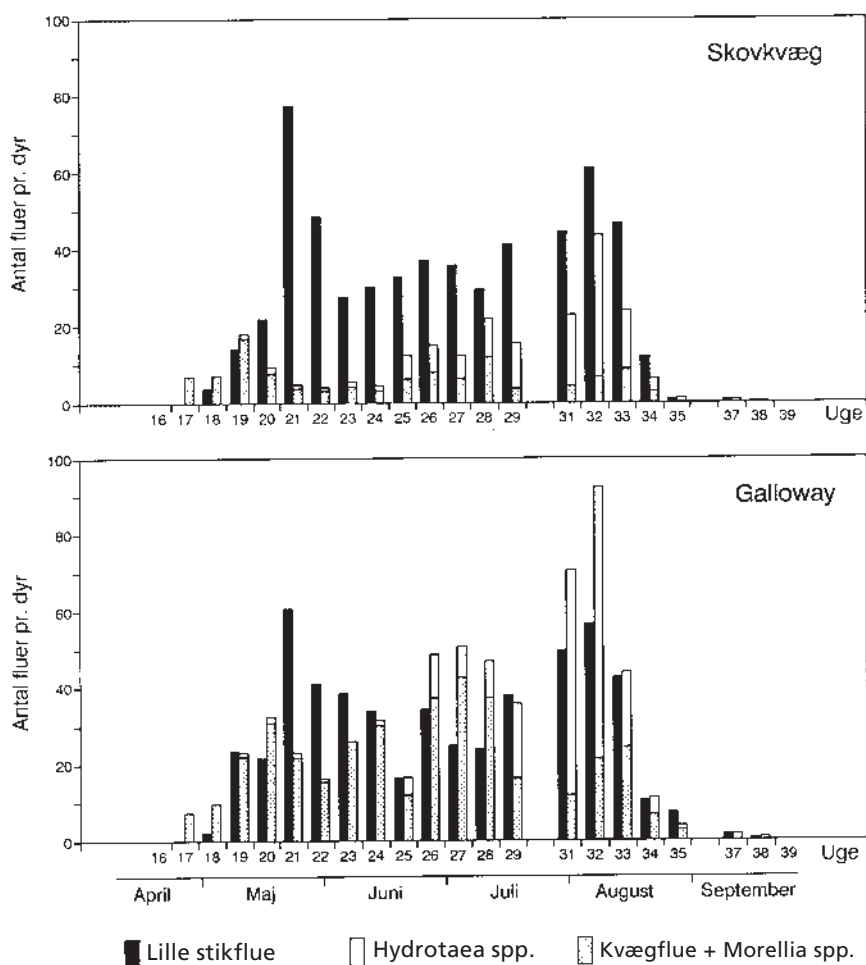 100
80
60
40
20
0
Antal fluer pr. dyr
Skovkvæg
16 17 18 19 20 21 22 23 24 25 26 27 28 29 31 32 33 34 35 37 38 39 Uge
100
80
60
40
20
0
Antal fluer pr. dyr
Galloway
16 17 18 19 20 21 22 23 24 25 26 27 28 29 31 32 33 34 35 37 38 39 Uge
April Maj Juni Juli August September
Lille stikflue Hydrotaea spp. Kvægflue + Morellia spp.